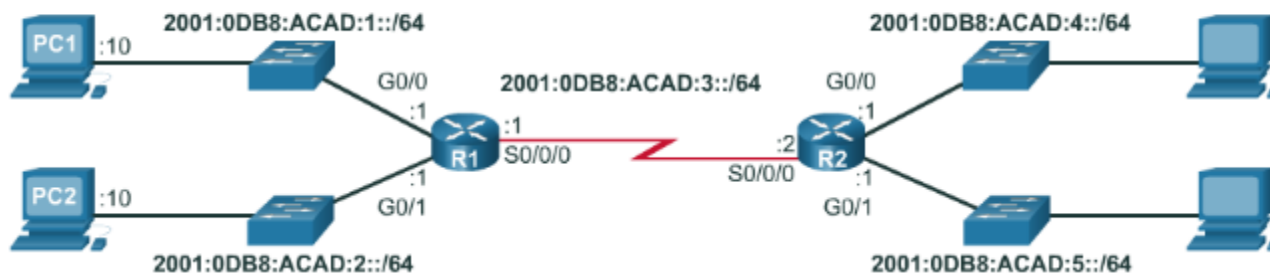 2001:0DB8:ACAD:1::/64
2001:0DB8:ACAD:4::/64
PC1
:10
G0/0
2001:0DB8:ACAD:3::/64
G0/0
:1
:1
:1
:2
R1
S0/0/0
S0/0/0
R2
:1
:1
PC2
:10
G0/1
G0/1
2001:0DB8:ACAD:2::/64
2001:0DB8:ACAD:5::/64